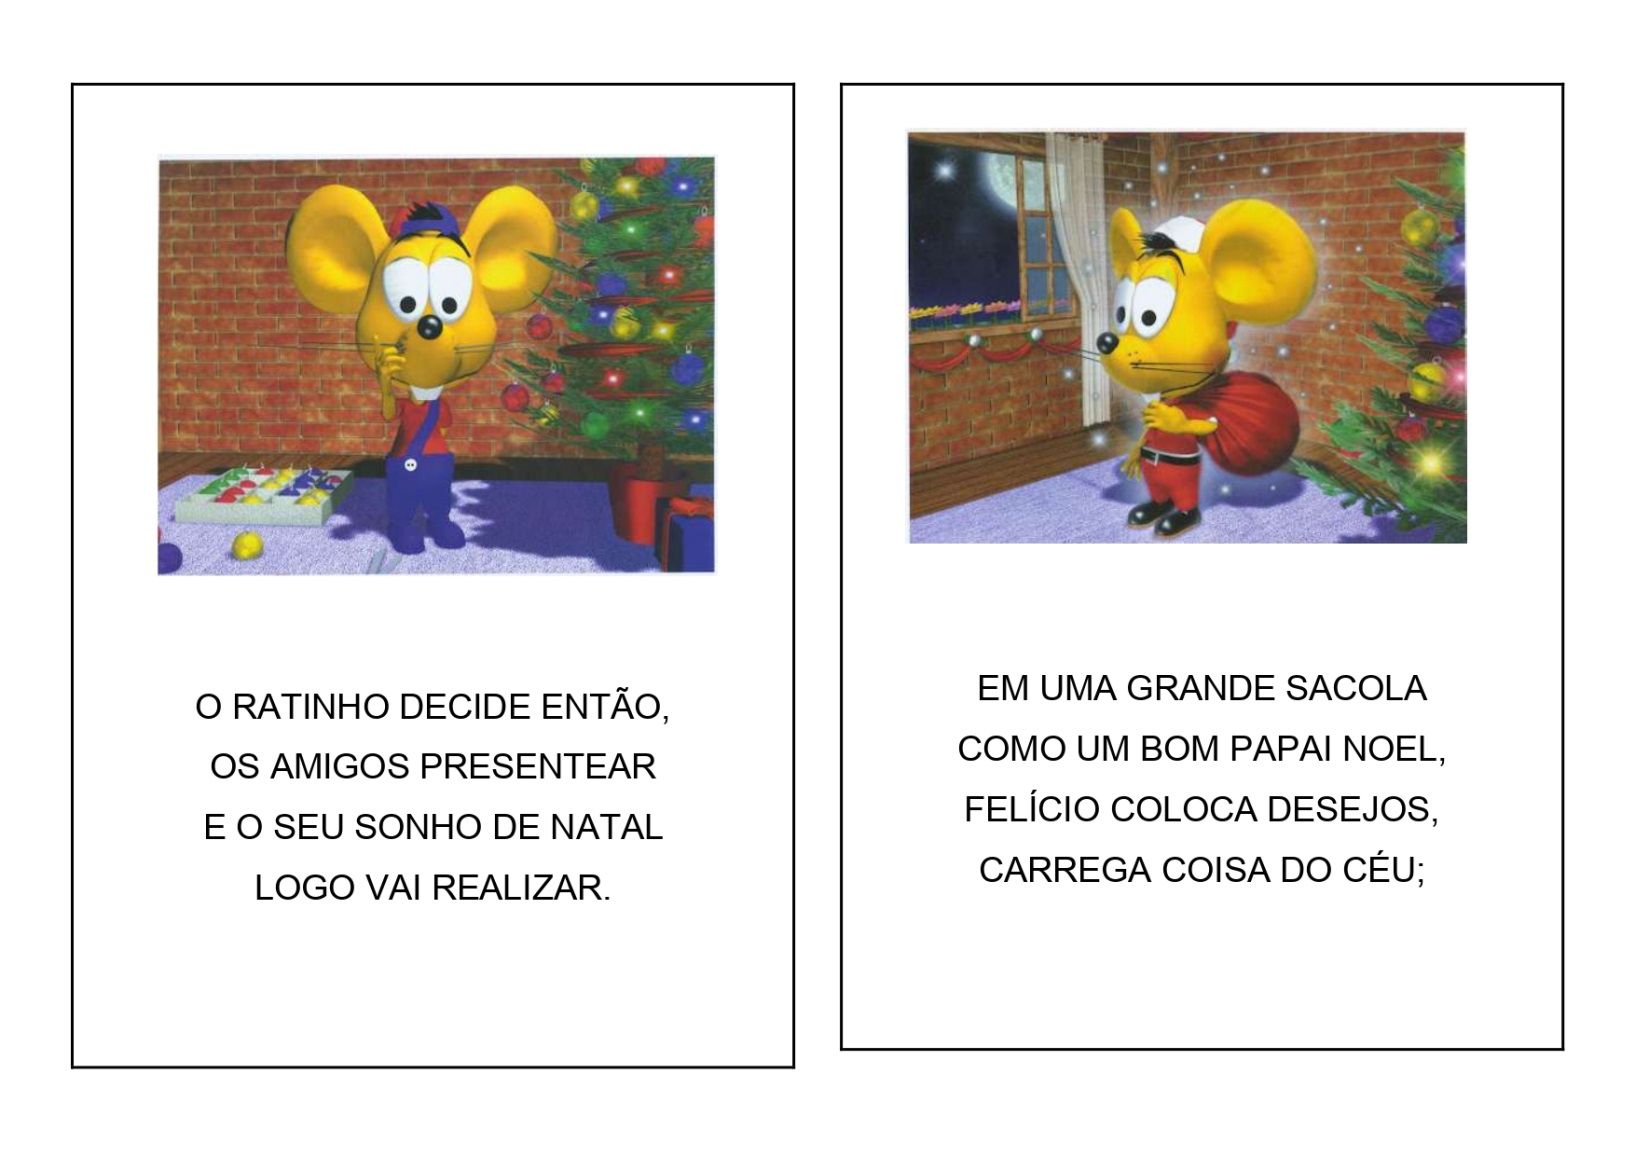 O RATINHO DECIDE ENTÃO,
OS AMIGOS PRESENTEAR
E O SEU SONHO DE NATAL
LOGO VAI REALIZAR.
EM UMA GRANDE SACOLA
COMO UM BOM PAPAI NOEL,
FELÍCIO COLOCA DESEJOS,
CARREGA COISA DO CÉU;